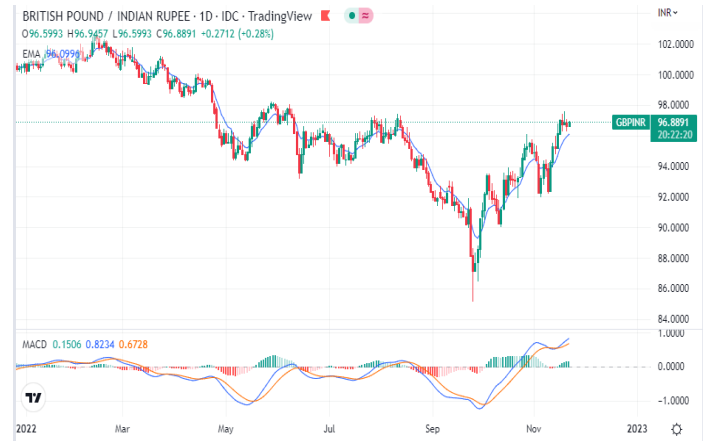 BRITISH POUND / INDIAN RUPEE · 1D · IDC · TradingView
INR
O96.5993 H96.9457 L96.5993 C96.8891 +0.2712 (+0.28%)
EMA 96.0996
102.0000
100.0000
98.0000
GBPINR 96.8891
20:22:20
94.0000
92.0000
90.0000
88.0000
86.0000
84.0000
MACD 0.1506 0.8234 0.6728
1.0000
0.0000
-1.0000
2022 Mar May Jul Sep Nov 2023